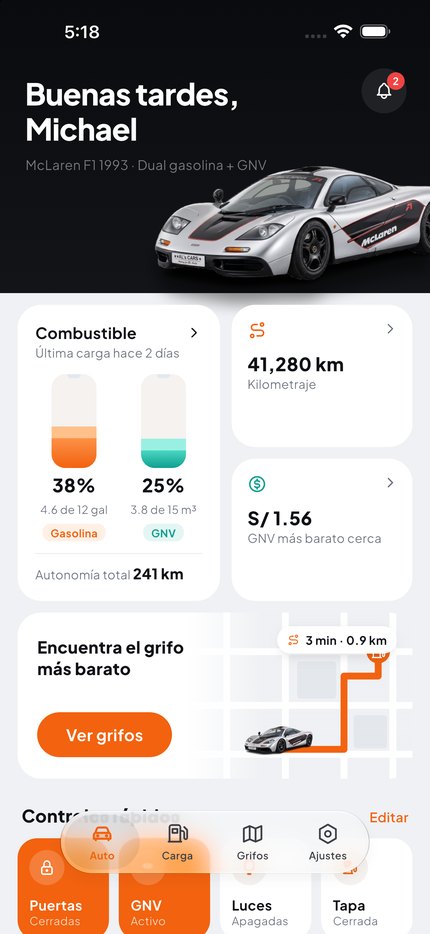 5:18
Buenas tardes,
Michael
2
McLaren F1 1993 · Dual gasolina + GNV
McLaren
Combustible
Última carga hace 2 días
38%
25%
4.6 de 12 gal
3.8 de 15 m³
Gasolina
GNV
Autonomía total 241 km
41,280 km
Kilometraje
S/ 1.56
GNV más barato cerca
Encuentra el grifo
más barato
Ver grifos
3 min · 0.9 km
Controles rápidos
Editar
Auto
Carga
Grifos
Ajustes
Puertas
Cerradas
GNV
Activo
Luces
Apagadas
Tapa
Cerrada